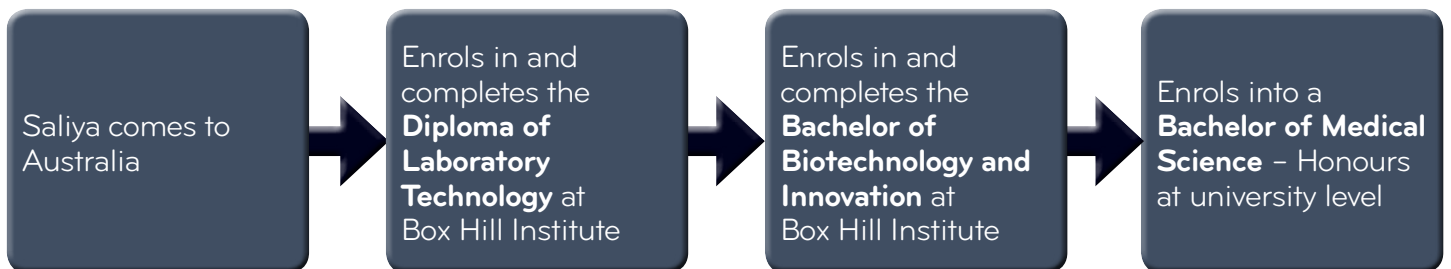 Saliya comes to
Australia
Enrols in and
completes the
Diploma of
Laboratory
Technology at
Box Hill Institute
Enrols in and
completes the
Bachelor of
Biotechnology and
Innovation at
Box Hill Institute
Enrols into a
Bachelor of Medical
Science – Honours
at university level